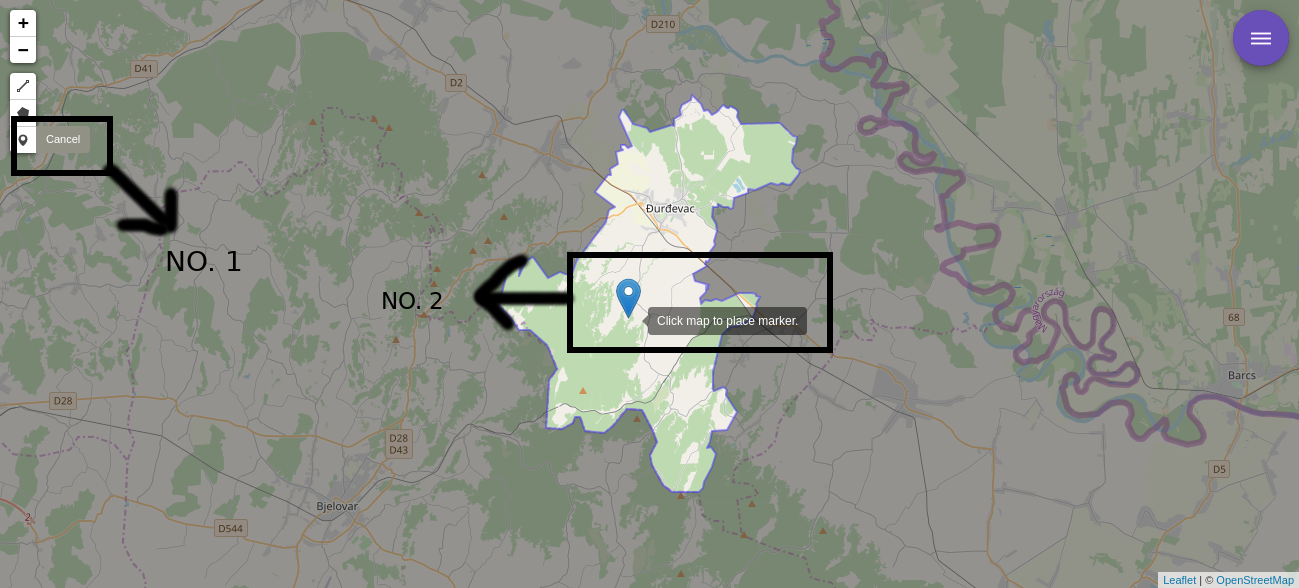 +
D210
−
D41
D2
Cancel
Đurđevac
NO. 1
NO. 2
Magyarország
Click map to place marker.
68
Barcs
D28
D28
D43
D5
Bjelovar
2
D544
Leaflet | © OpenStreetMap